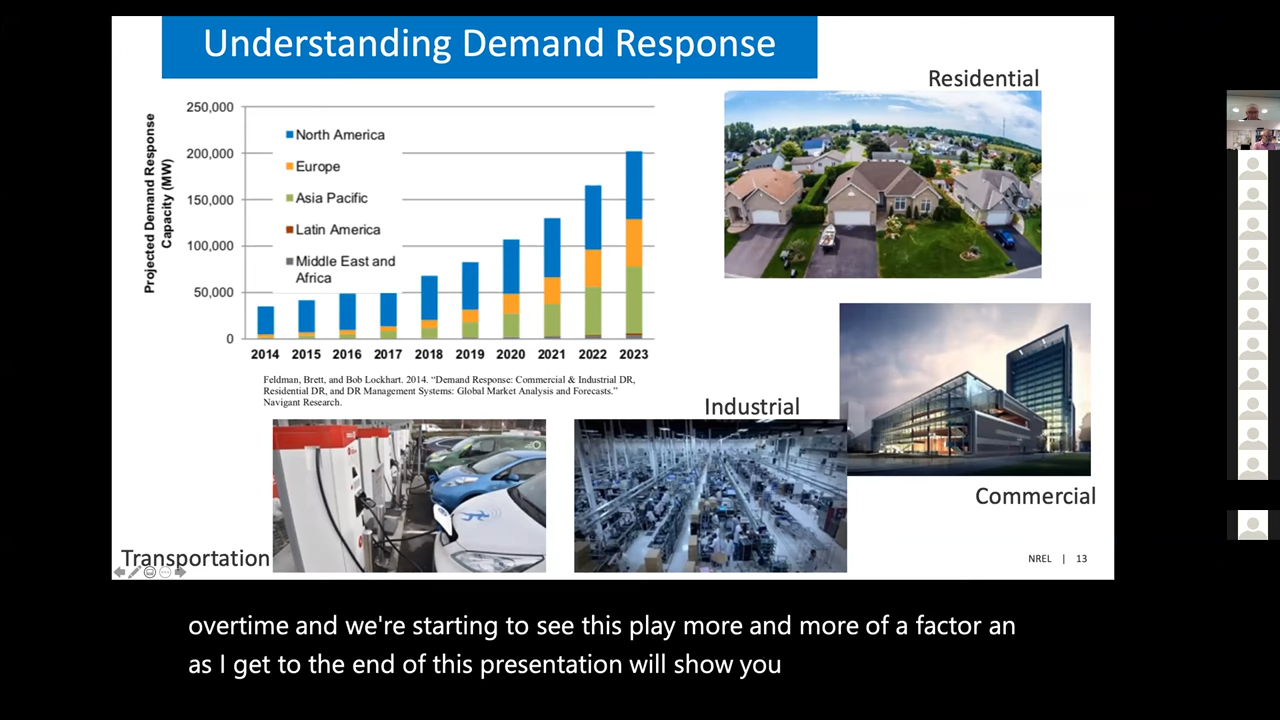 Understanding Demand Response
Residential
Projected Demand Response
Capacity (MW)
250,000
200,000
150,000
100,000
50,000
0
North America
Europe
Asia Pacific
Latin America
Middle East and
Africa
2014 2015 2016 2017 2018 2019 2020 2021 2022 2023
Feldman, Brett, and Bob Lockhart. 2014. “Demand Response: Commercial & Industrial DR,
Residential DR, and DR Management Systems: Global Market Analysis and Forecasts.”
Navigant Research.
Industrial
Commercial
Transportation
NREL | 13
overtime and we're starting to see this play more and more of a factor an
as I get to the end of this presentation will show you